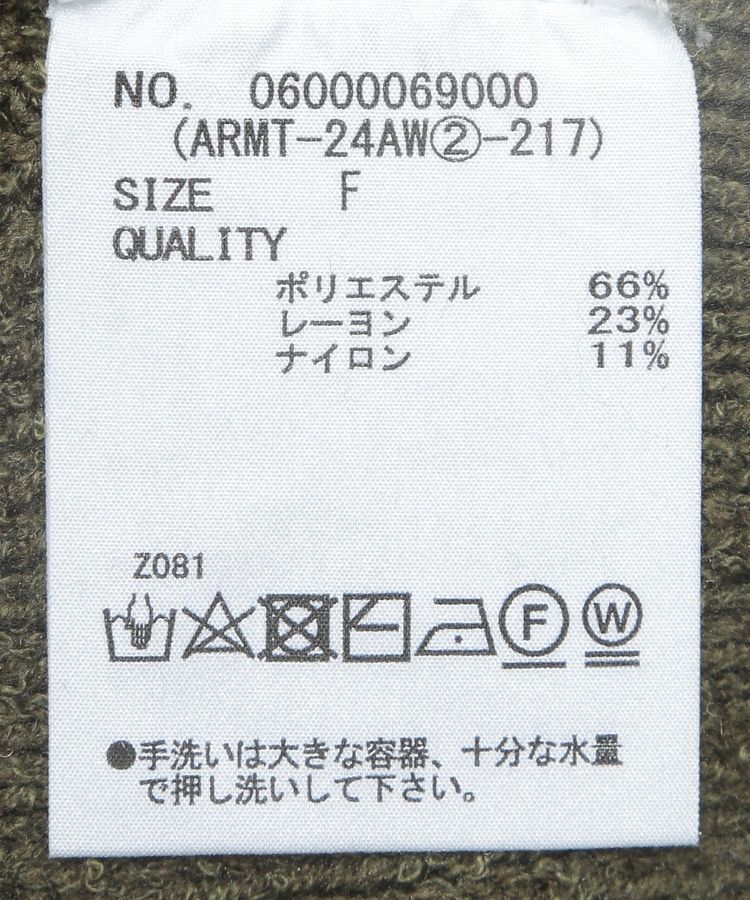 NO. 06000069000
(ARMT-24AW②-217)
SIZE F
QUALITY
ポリエステル 66%
レーヨン 23%
ナイロン 11%
Z081
F W
●手洗いは大きな容器、十分な水量
で押し洗いして下さい。